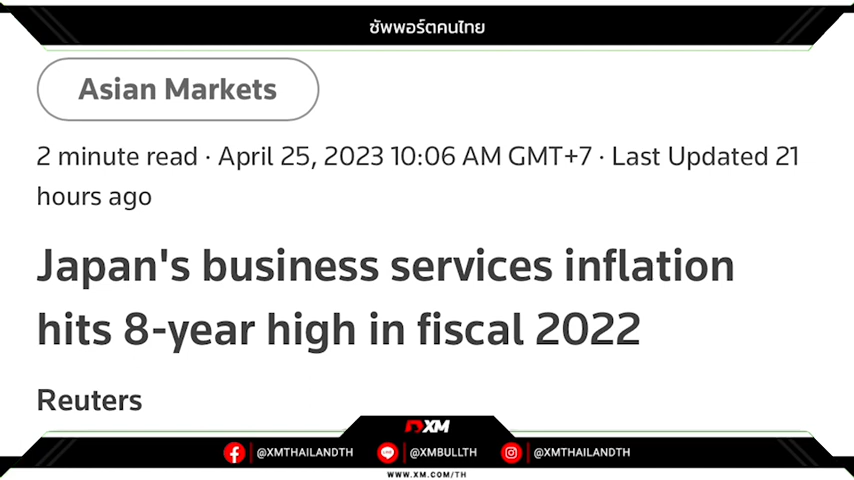 ซัพพอร์ตคนไทย
Asian Markets
2 minute read · April 25, 2023 10:06 AM GMT+7 · Last Updated 21
hours ago
Japan's business services inflation
hits 8-year high in fiscal 2022
Reuters
XM
@XMTHAILANDTH @XMBULLTH @XMTHAILANDTH
WWW.XM.COM/TH